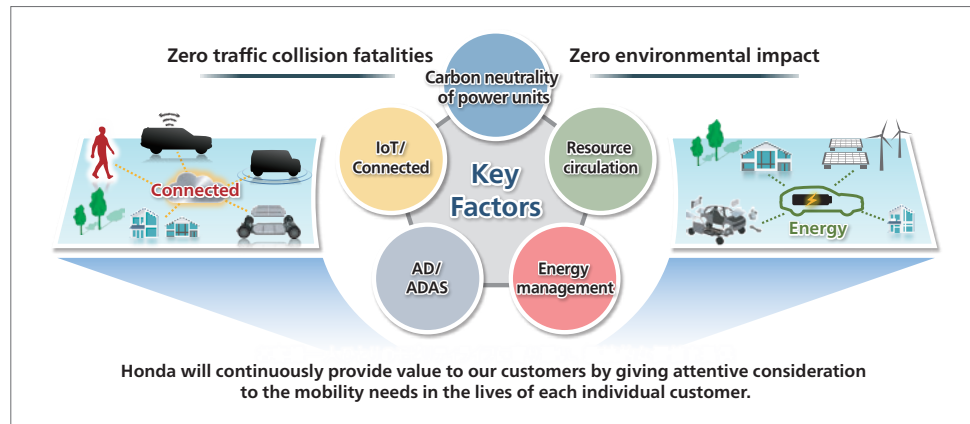 Zero traffic collision fatalities
Zero environmental impact
Carbon neutrality
of power units
IoT/
Connected
Resource
circulation
Key
Factors
AD/
ADAS
Energy
management
Connected
Energy
Honda will continuously provide value to our customers by giving attentive consideration
to the mobility needs in the lives of each individual customer.